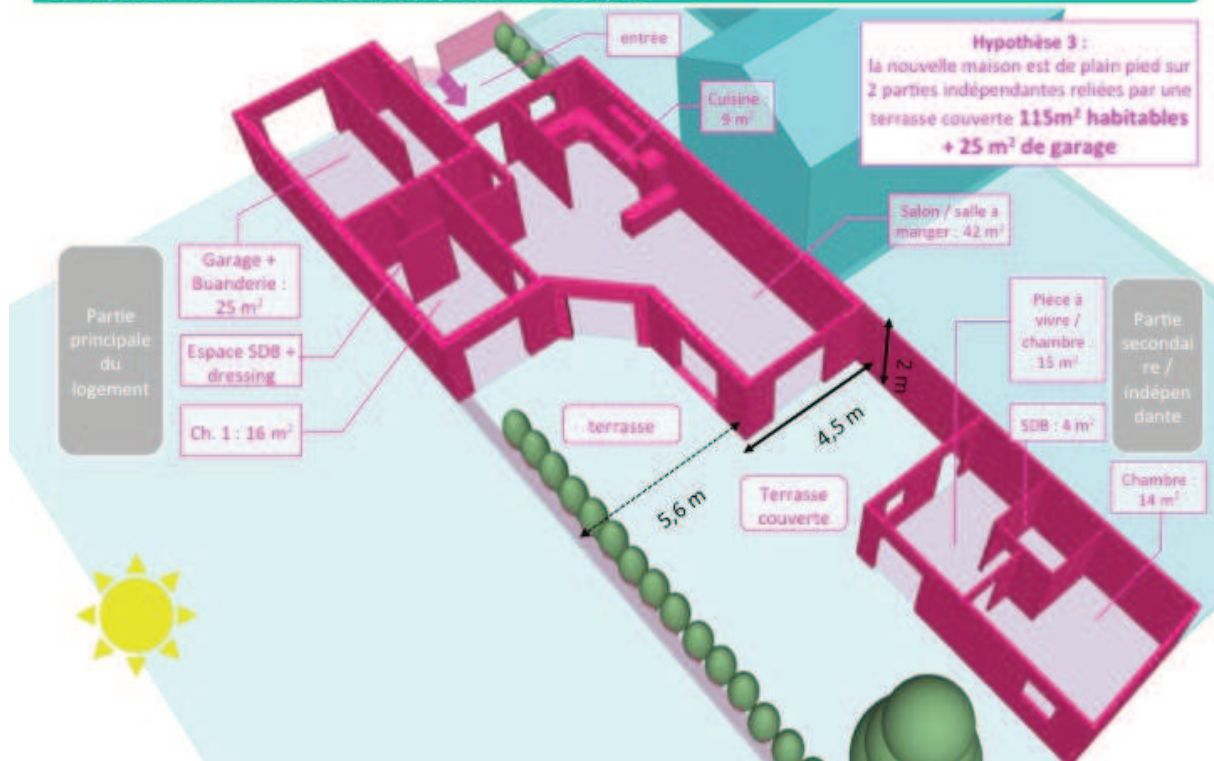 entrée
Hypothèse 3 :
la nouvelle maison est de plain pied sur
2 parties indépendantes reliées par une
terrasse couverte 115m² habitables
+ 25 m² de garage
Cuisine :
9 m²
Salon / salle a
manger : 42 m²
Partie
principale
du
logement
Garage +
Buanderie :
25 m²
Espace SDB +
dressing
Ch. 1 : 16 m²
Pièce à
vivre /
chambre :
15 m²
Partie
secondai
re /
indépen
dante
SDB : 4 m²
Chambre :
14 m²
2 m
4,5 m
5,6 m
terrasse
Terrasse
couverte